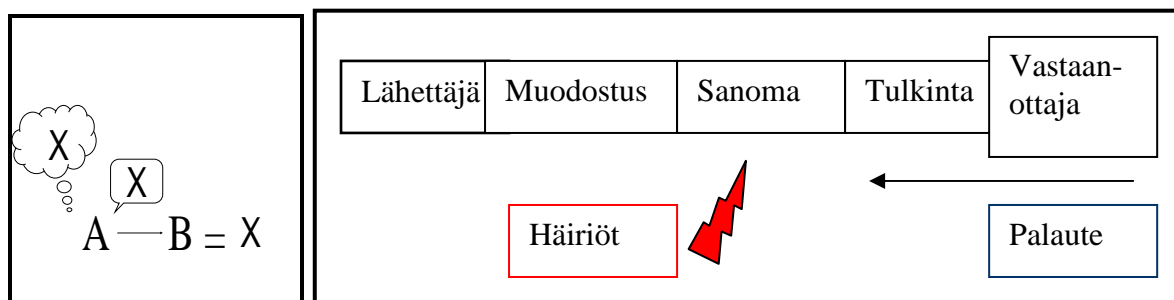 X
X
A B = X
Lähettäjä Muodostus Sanoma Tulkinta Vastaan-
ottaja
Häiriöt Palaute